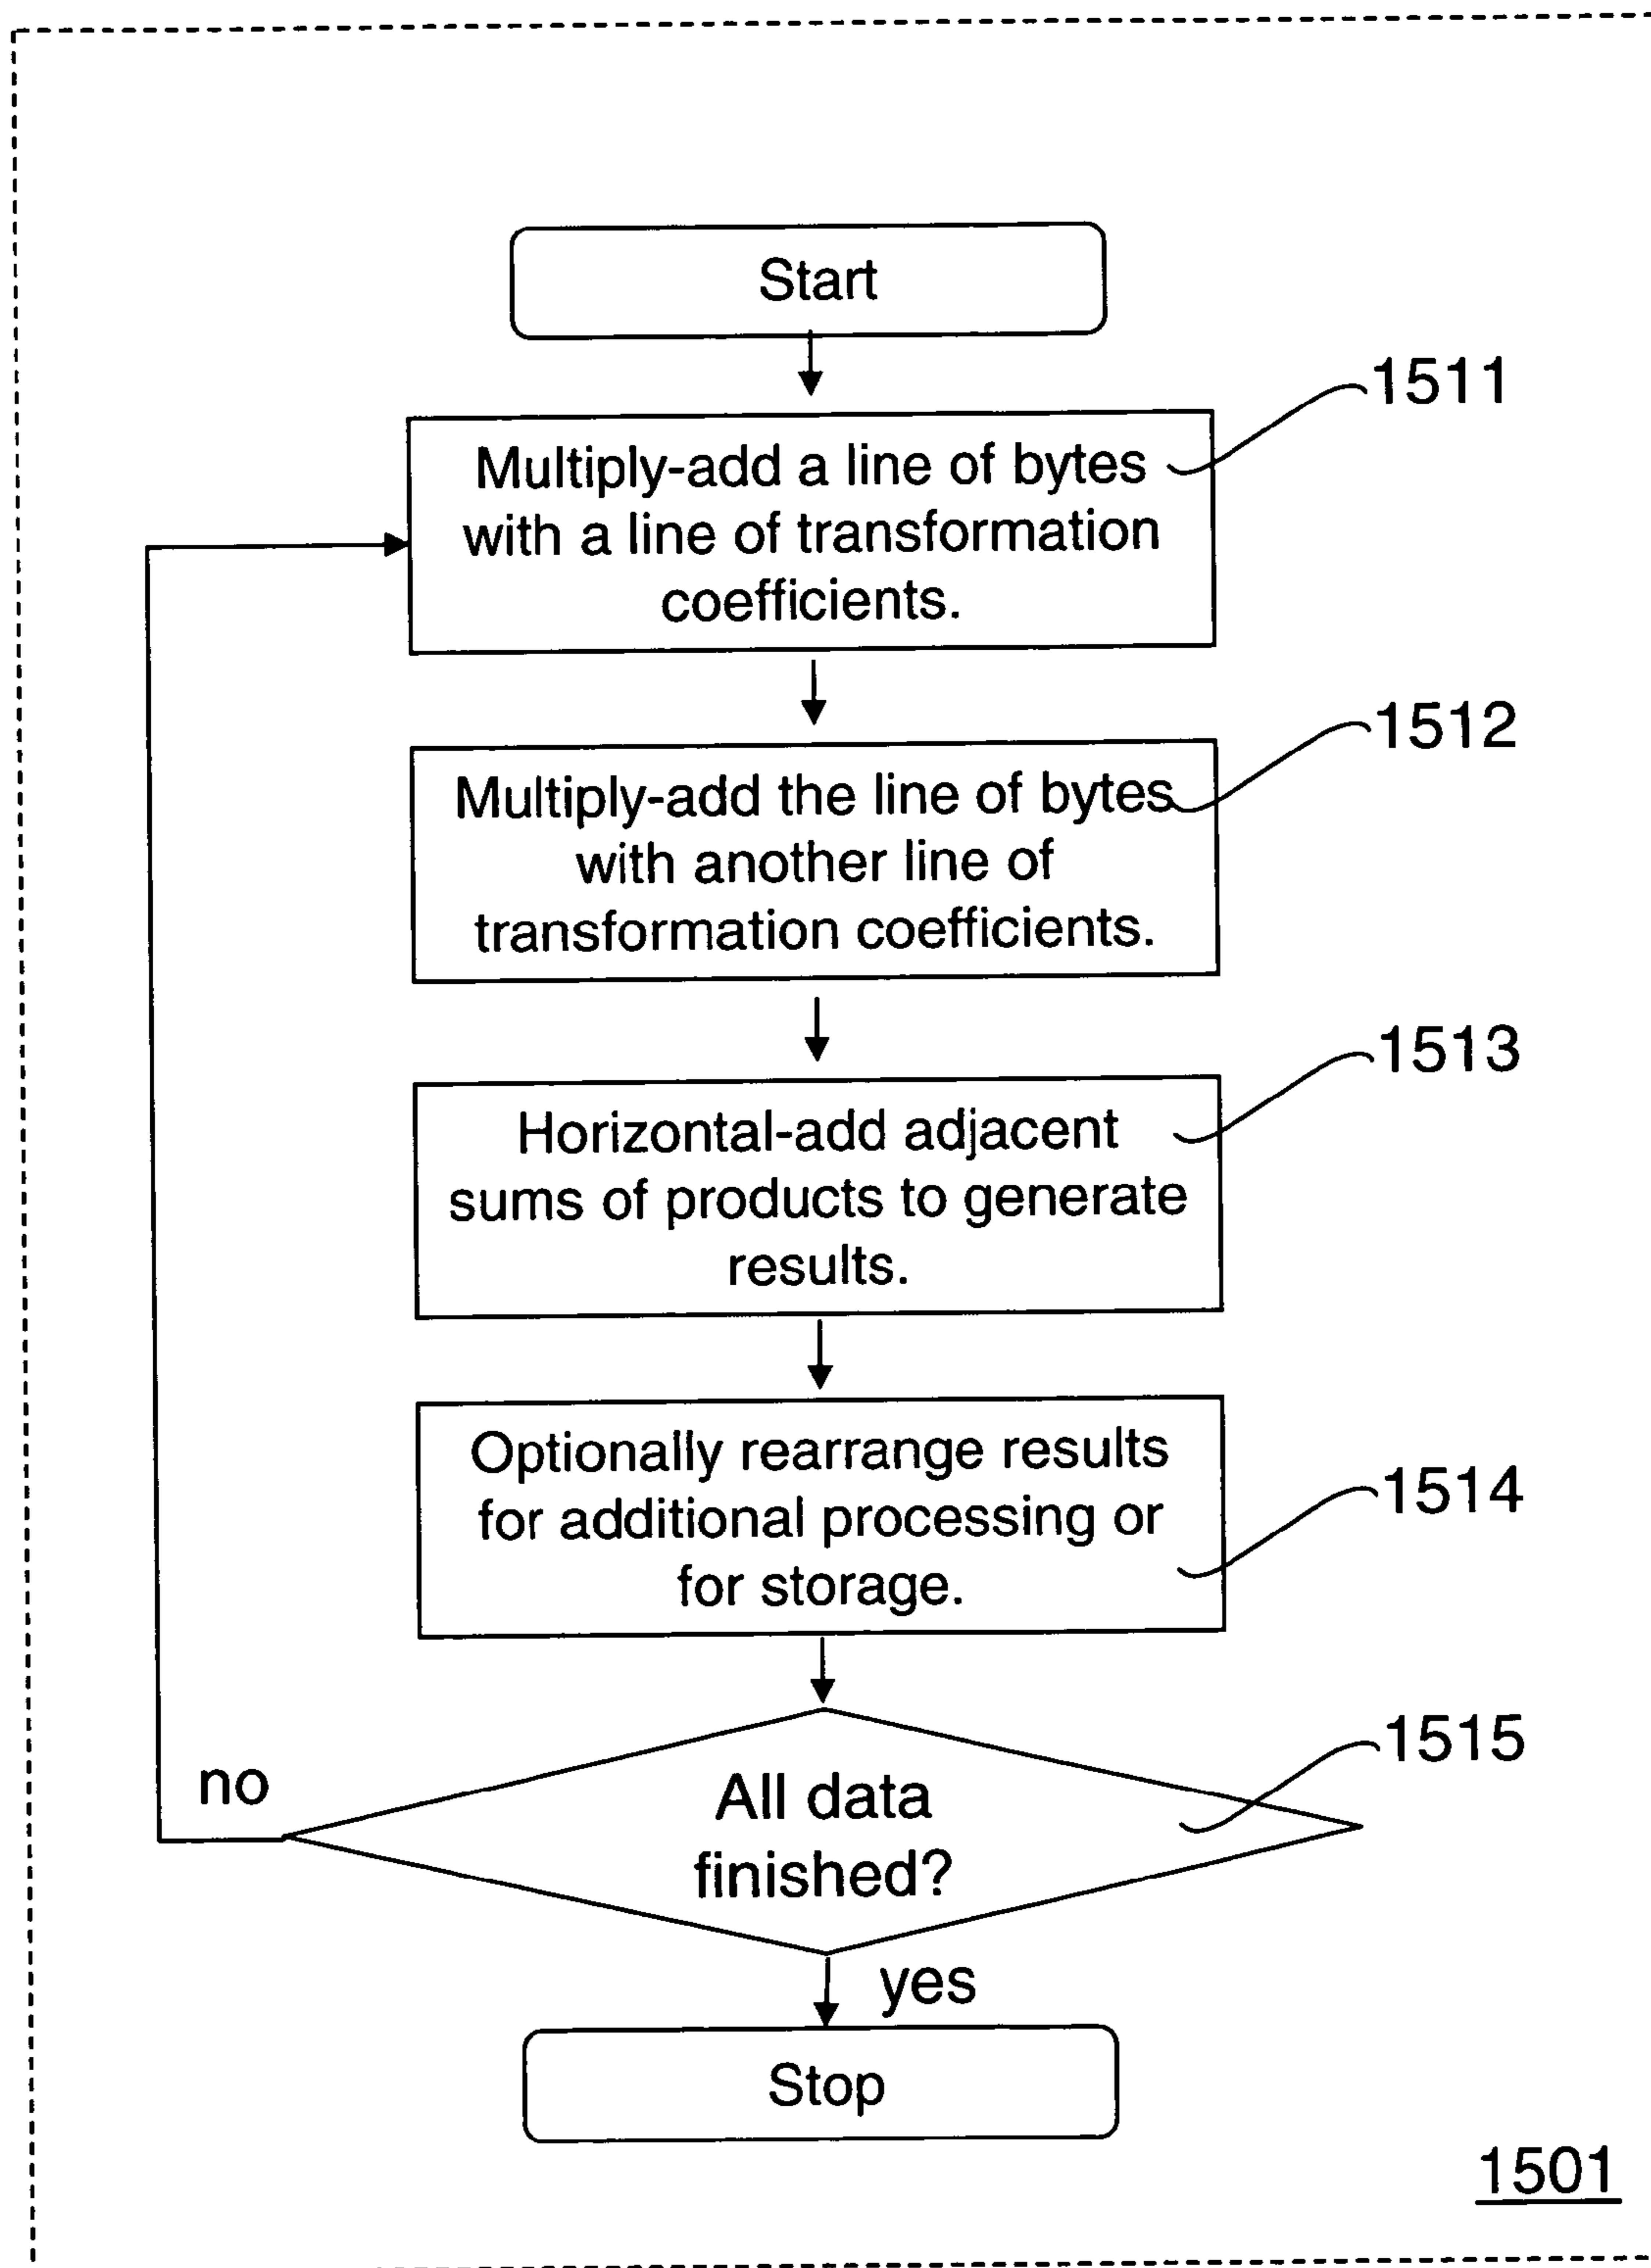 Start
1511
Multiply-add a line of bytes
with a line of transformation
coefficients.
1512
Multiply-add the line of bytes
with another line of
transformation coefficients.
1513
Horizontal-add adjacent
sums of products to generate
results.
Optionally rearrange results
1514
for additional processing or
for storage.
1515
no
All data
finished?
yes
Stop
1501